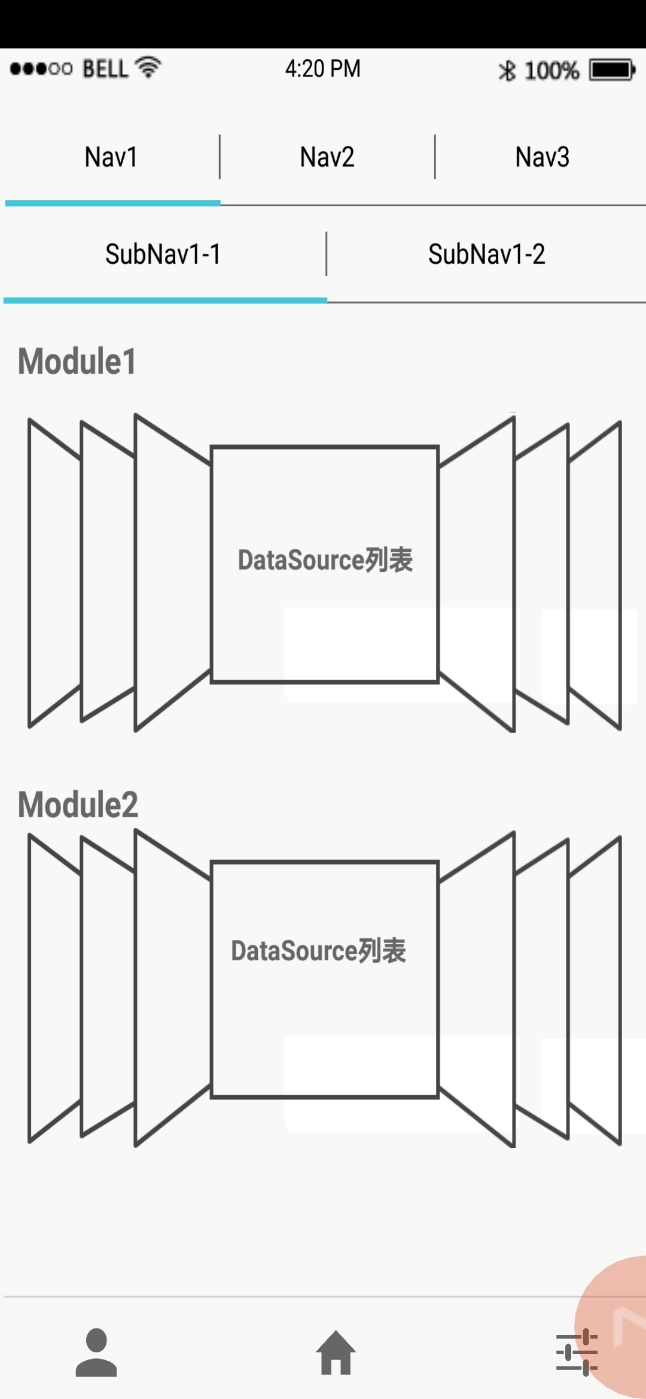 BELL 4:20 PM 100%
Nav1 Nav2 Nav3
SubNav1-1 SubNav1-2
Module1
DataSource列表
Module2
DataSource列表